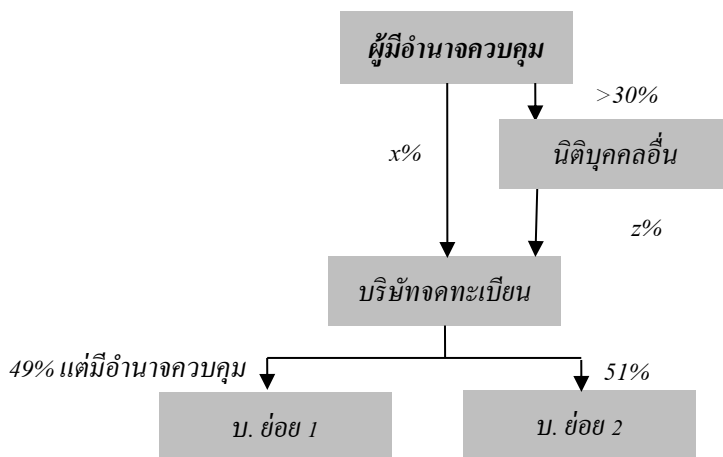 ผู้มีอำนาจควบคุม
>30%
x%
นิติบุคคลอื่น
z%
บริษัทจดทะเบียน
49% แต่มีอำนาจควบคุม
51%
บ. ย่อย 1
บ. ย่อย 2